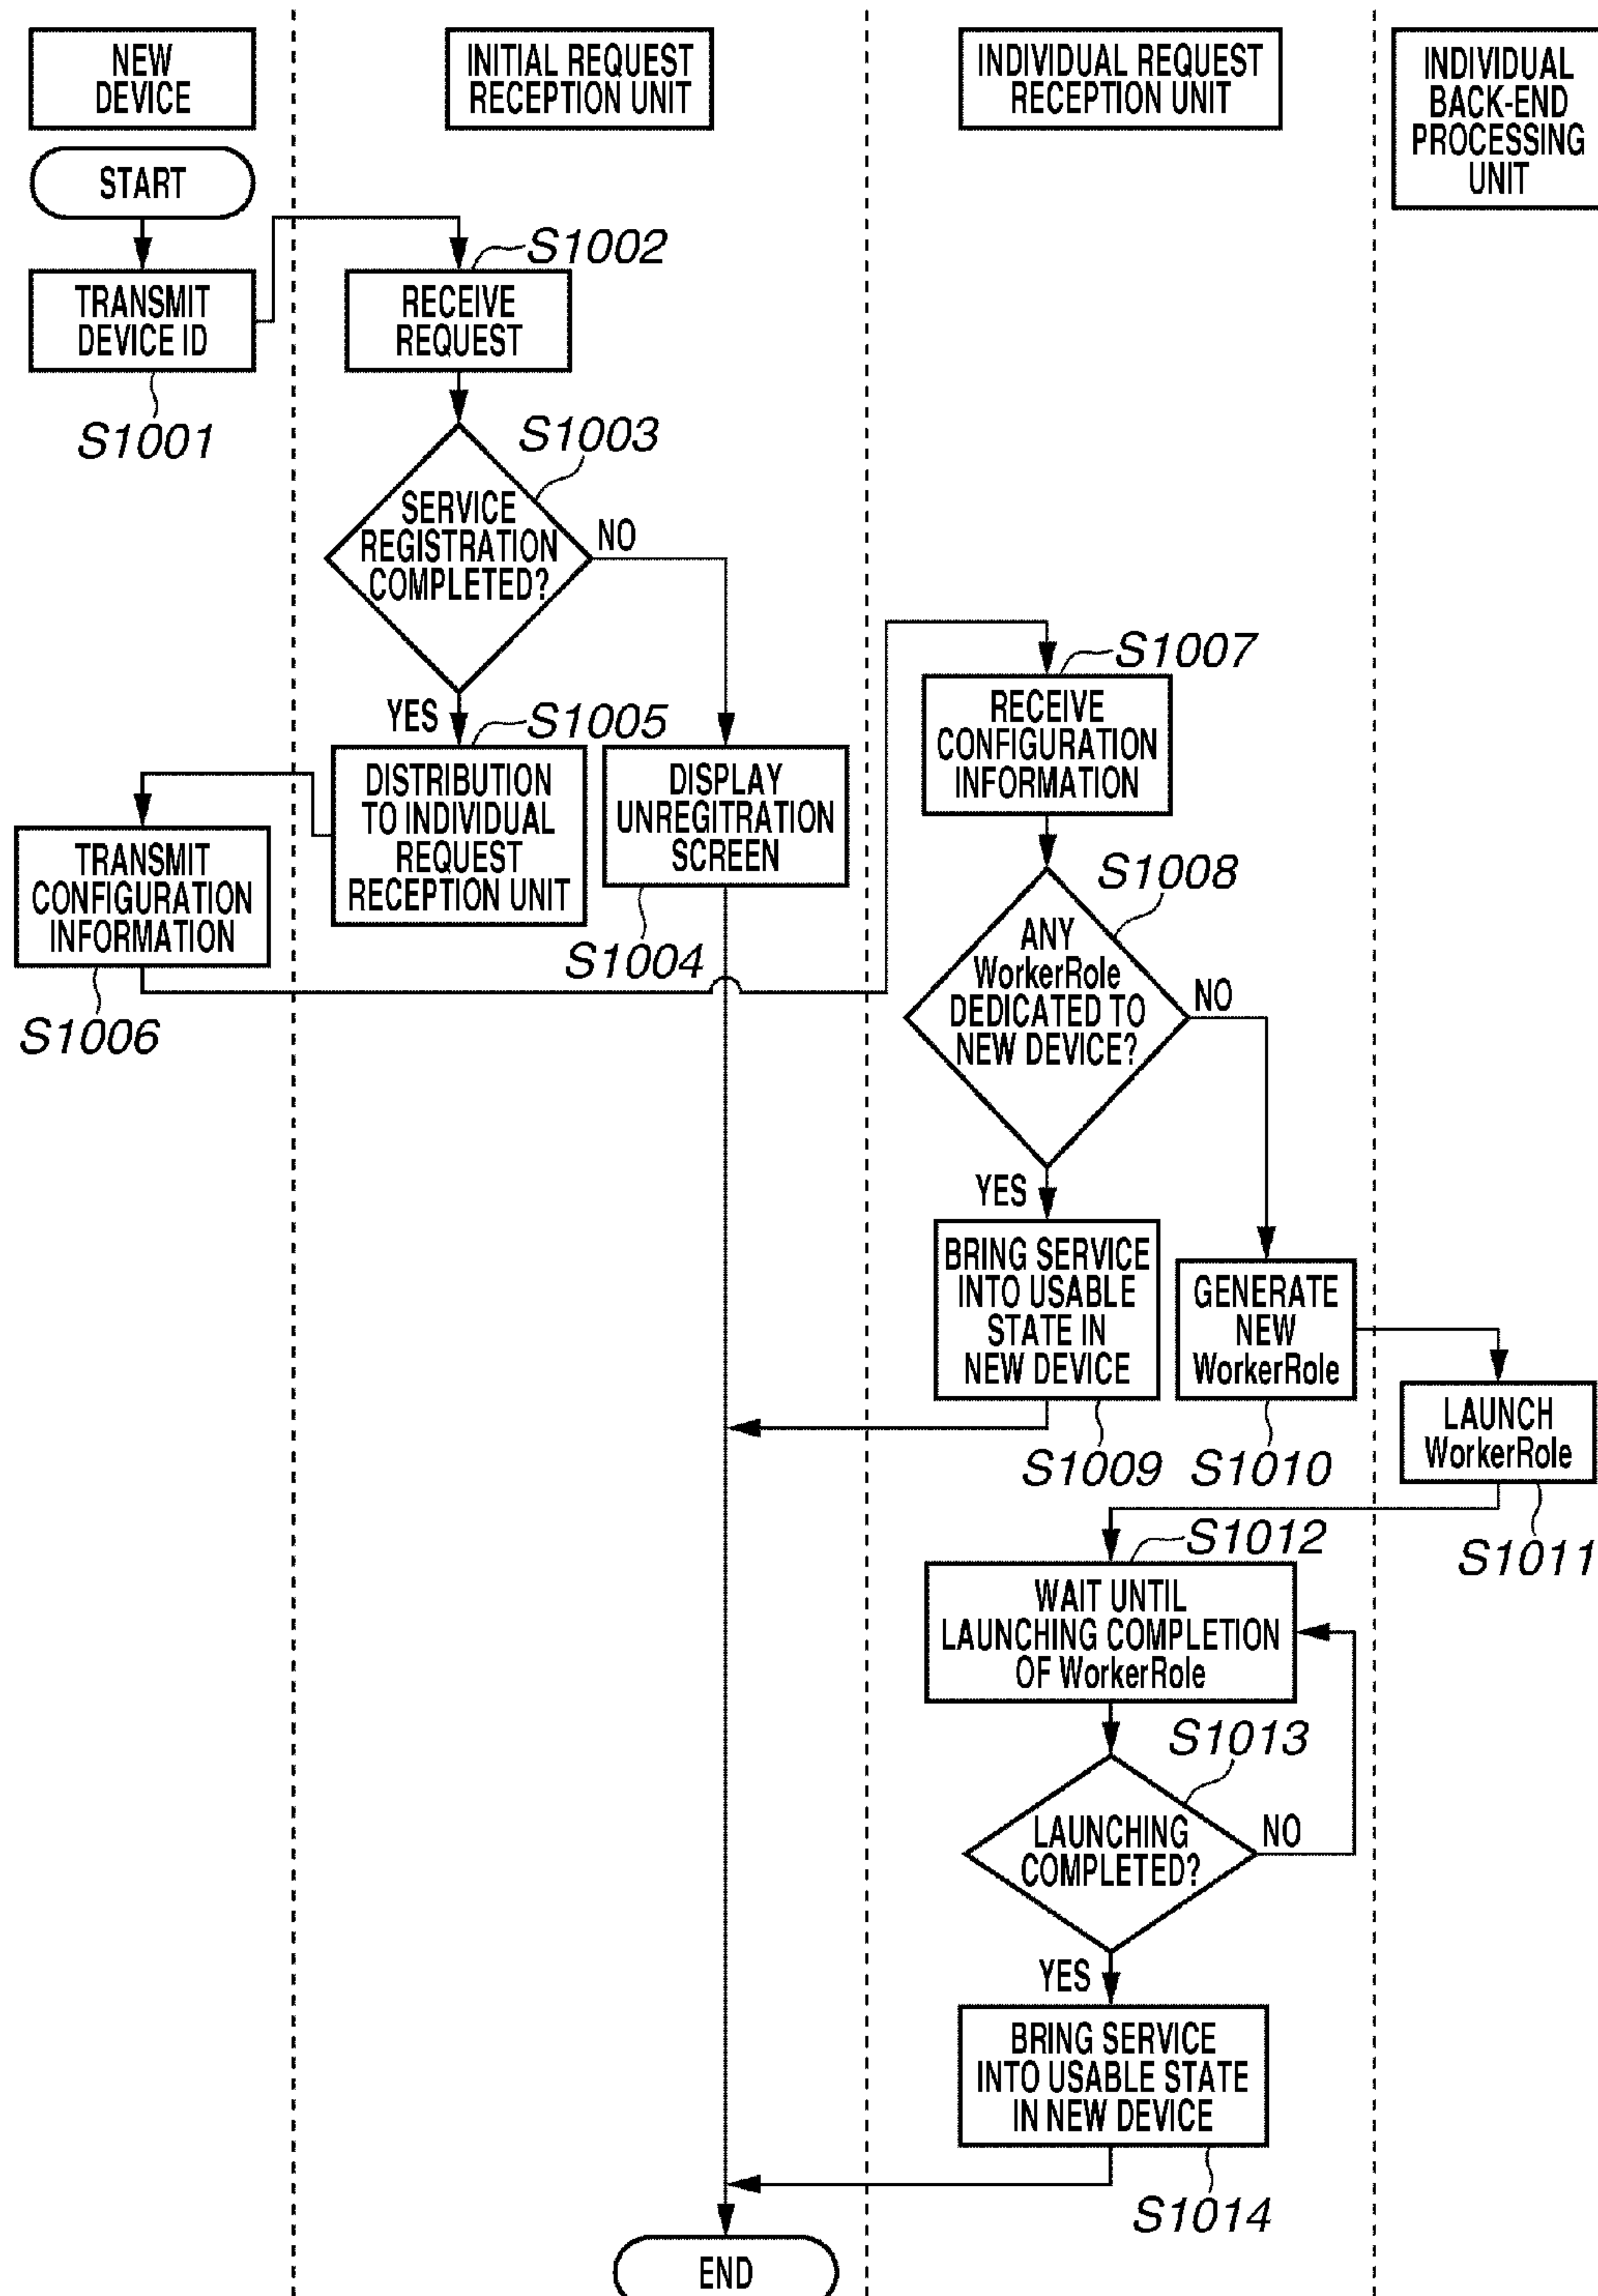 NEW
DEVICE
INITIAL REQUEST
RECEPTION UNIT
INDIVIDUAL REQUEST
RECEPTION UNIT
INDIVIDUAL
BACK-END
PROCESSING
UNIT
START
TRANSMIT
DEVICE ID
S1001
S1002
RECEIVE
REQUEST
S1003
SERVICE
REGISTRATION
COMPLETED?
NO
YES
S1005
DISTRIBUTION
TO INDIVIDUAL
REQUEST
RECEPTION UNIT
DISPLAY
UNREGITRATION
SCREEN
S1004
TRANSMIT
CONFIGURATION
INFORMATION
S1006
S1007
RECEIVE
CONFIGURATION
INFORMATION
S1008
ANY
WorkerRole
DEDICATED TO
NEW DEVICE?
NO
YES
BRING SERVICE
INTO USABLE
STATE IN
NEW DEVICE
S1009
GENERATE
NEW
WorkerRole
S1010
LAUNCH
WorkerRole
S1011
S1012
WAIT UNTIL
LAUNCHING COMPLETION
OF WorkerRole
S1013
LAUNCHING
COMPLETED?
NO
YES
BRING SERVICE
INTO USABLE STATE
IN NEW DEVICE
S1014
END